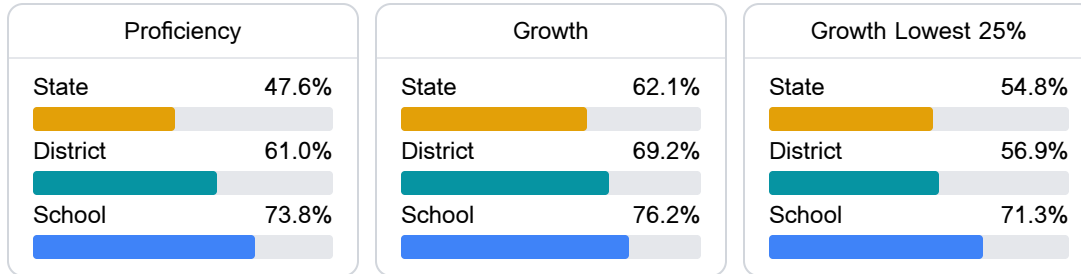 Proficiency
State 47.6%
District 61.0%
School 73.8%
Growth
State 62.1%
District 69.2%
School 76.2%
Growth Lowest 25%
State 54.8%
District 56.9%
School 71.3%